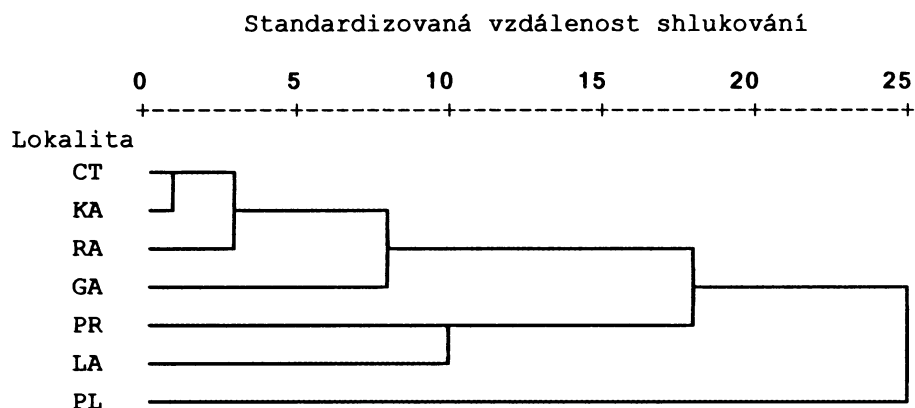 Standardizovaná vzdálenost shlukování
0 5 10 15 20 25
Lokalita
CT
KA
RA
GA
PR
LA
PL